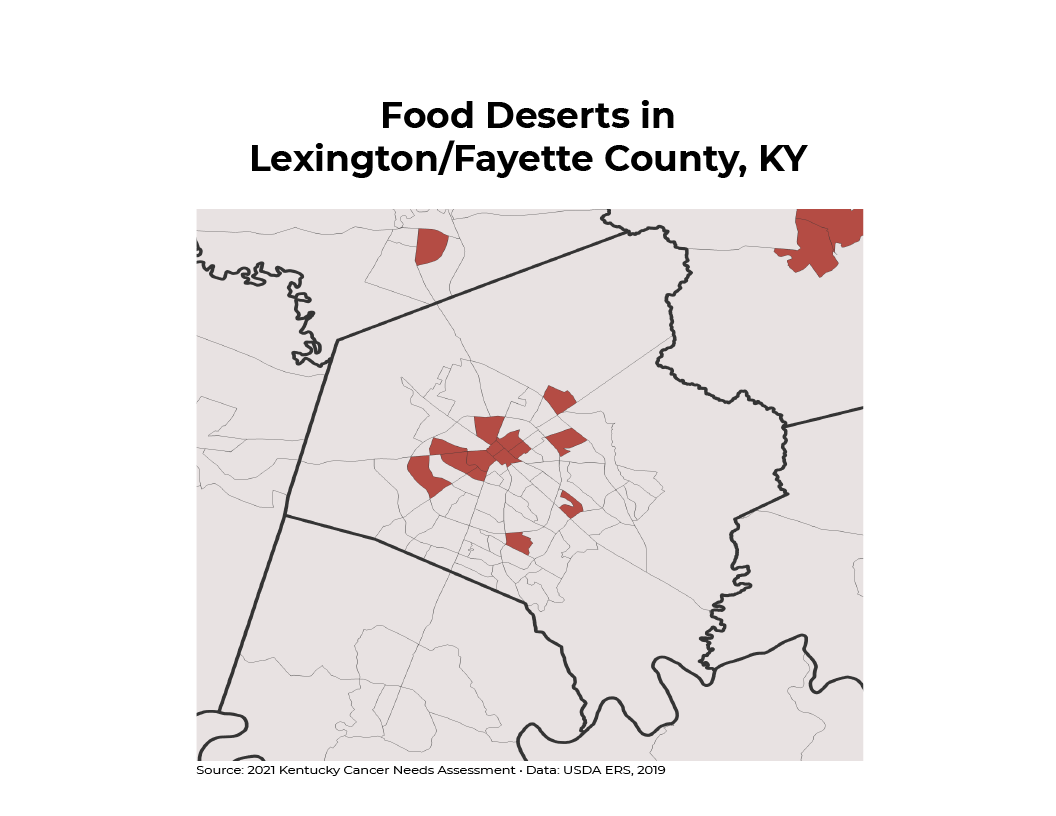 Food Deserts in
Lexington/Fayette County, KY
Source: 2021 Kentucky Cancer Needs Assessment • Data: USDA ERS, 2019